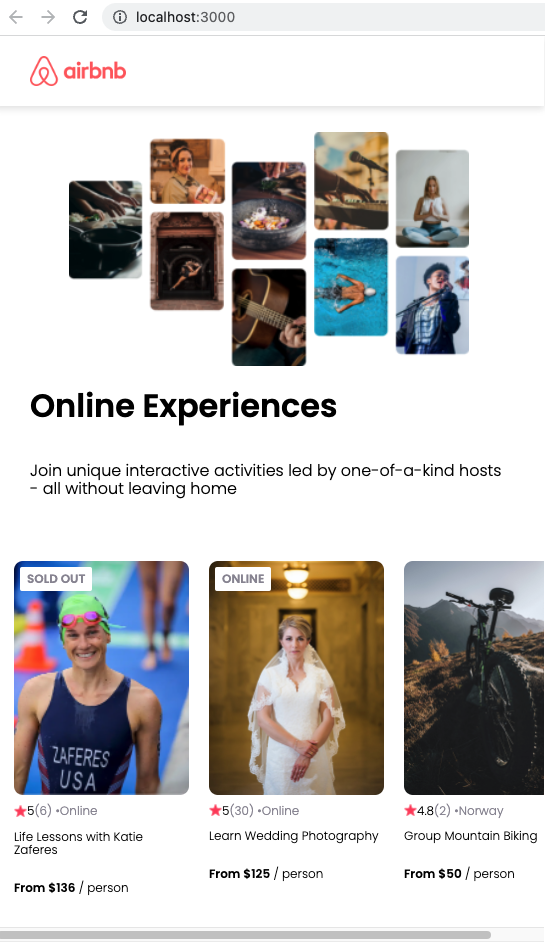 localhost:3000
airbnb
Online Experiences
Join unique interactive activities led by one-of-a-kind hosts
- all without leaving home
SOLD OUT
ZAFERES
USA
★5(6) •Online
Life Lessons with Katie
Zaferes
From $136 / person
ONLINE
★5(30) •Online
Learn Wedding Photography
From $125 / person
★4.8(2) •Norway
Group Mountain Biking
From $50 / person